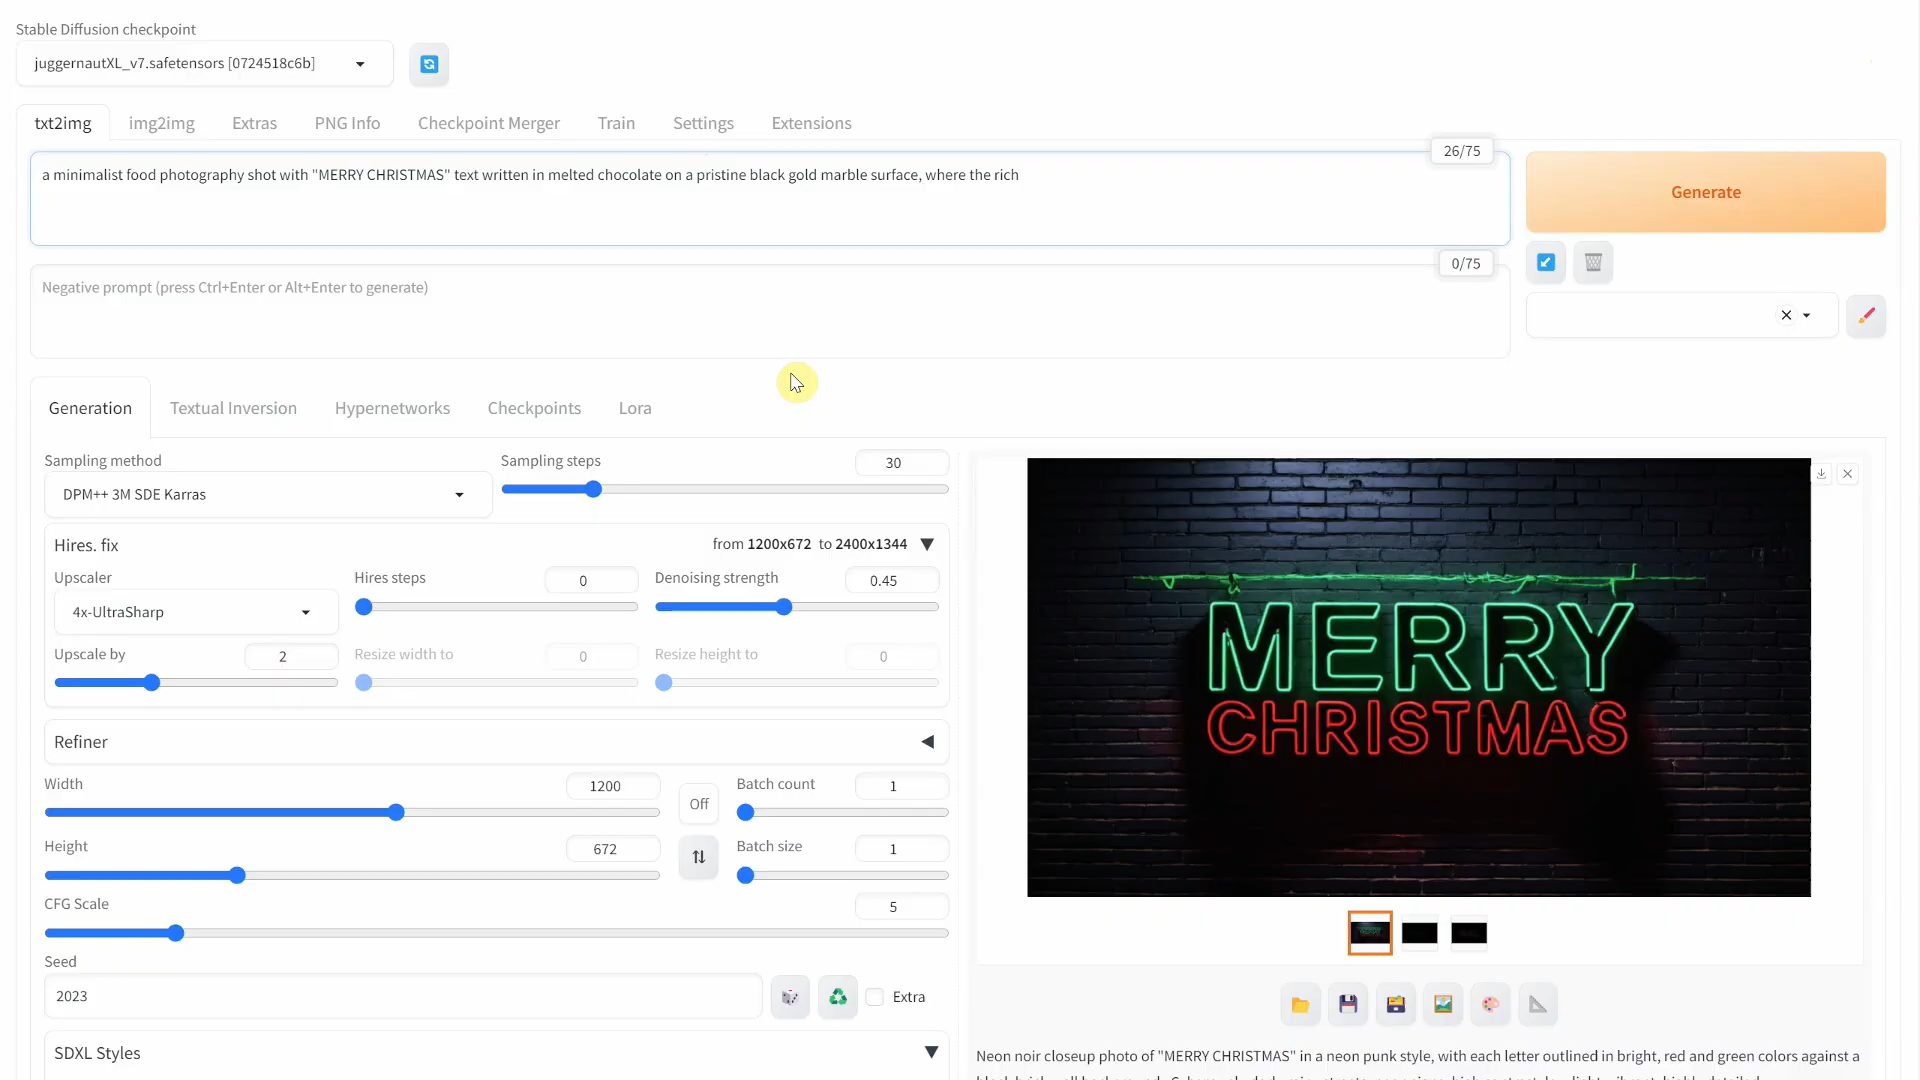 Stable Diffusion checkpoint
juggernautXL_v7.safetensors [0724518c6b]
txt2img img2img Extras PNG Info Checkpoint Merger Train Settings Extensions
26/75
a minimalist food photography shot with "MERRY CHRISTMAS" text written in melted chocolate on a pristine black gold marble surface, where the rich
Generate
0/75
Negative prompt (press Ctrl+Enter or Alt+Enter to generate)
Generation Textual Inversion Hypernetworks Checkpoints Lora
Sampling method
DPM++ 3M SDE Karras
Sampling steps
30
Hires. fix
from 1200x672 to 2400x1344
Upscaler
4x-UltraSharp
Hires steps
0
Denoising strength
0.45
Upscale by
2
Resize width to
0
Resize height to
0
Refiner
Width
1200
Off
Batch count
1
Height
672
Batch size
1
CFG Scale
5
Seed
2023
Extra
SDXL Styles
MERRY
CHRISTMAS
Neon noir closeup photo of "MERRY CHRISTMAS" in a neon punk style, with each letter outlined in bright, red and green colors against a